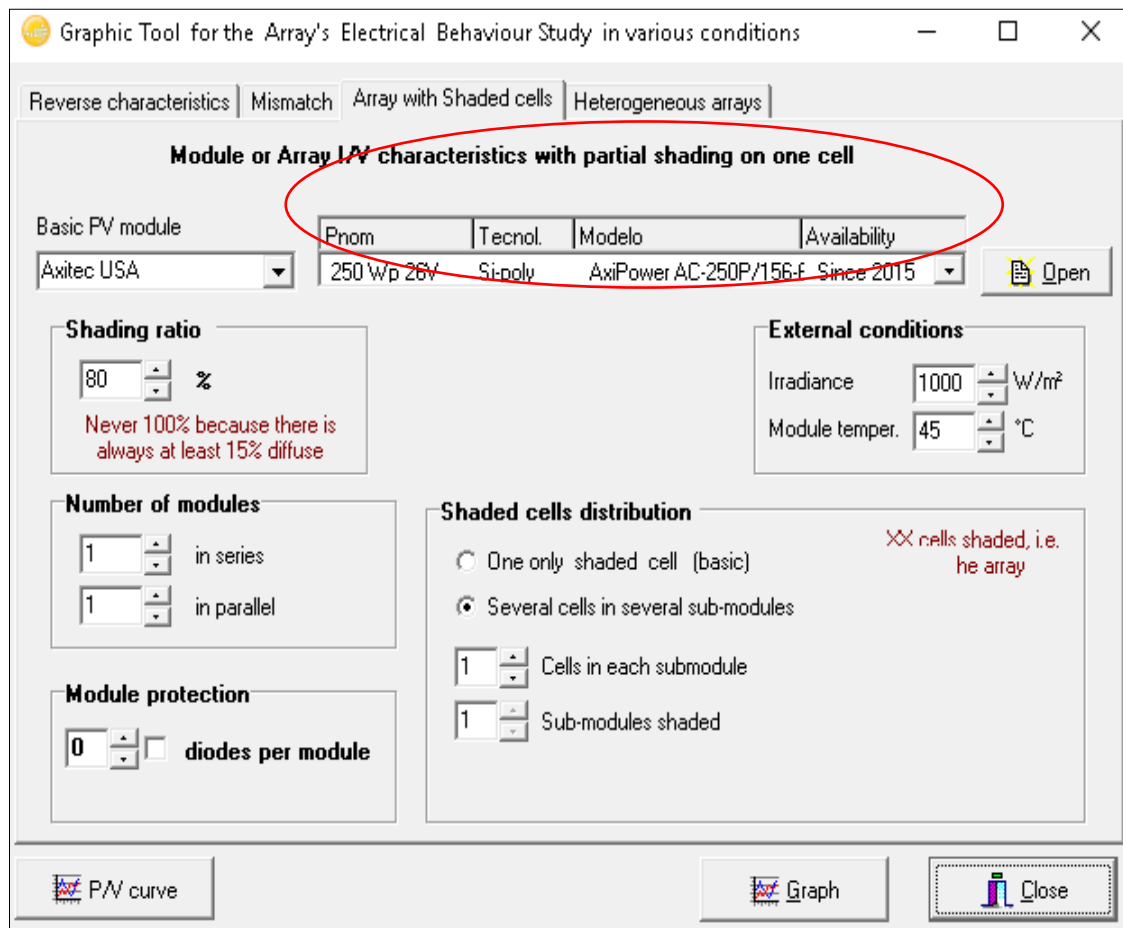 Graphic Tool for the Array's Electrical Behaviour Study in various conditions
Reverse characteristics Mismatch Array with Shaded cells Heterogeneous arrays
Module or Array I/V characteristics with partial shading on one cell
Basic PV module
Pnom Tecnol. Modelo Availability
Axitec USA
250 Wp 26V Si-poly AxiPower AC-250P/156-6 Since 2015
Open
Shading ratio
80 %
Never 100% because there is
always at least 15% diffuse
External conditions
Irradiance 1000 W/m²
Module temper. 45 °C
Number of modules
1 in series
1 in parallel
Module protection
0 diodes per module
Shaded cells distribution
XX cells shaded, i.e.
he array
One only shaded cell (basic)
Several cells in several sub-modules
1 Cells in each submodule
1 Sub-modules shaded
P/V curve
Graph
Close